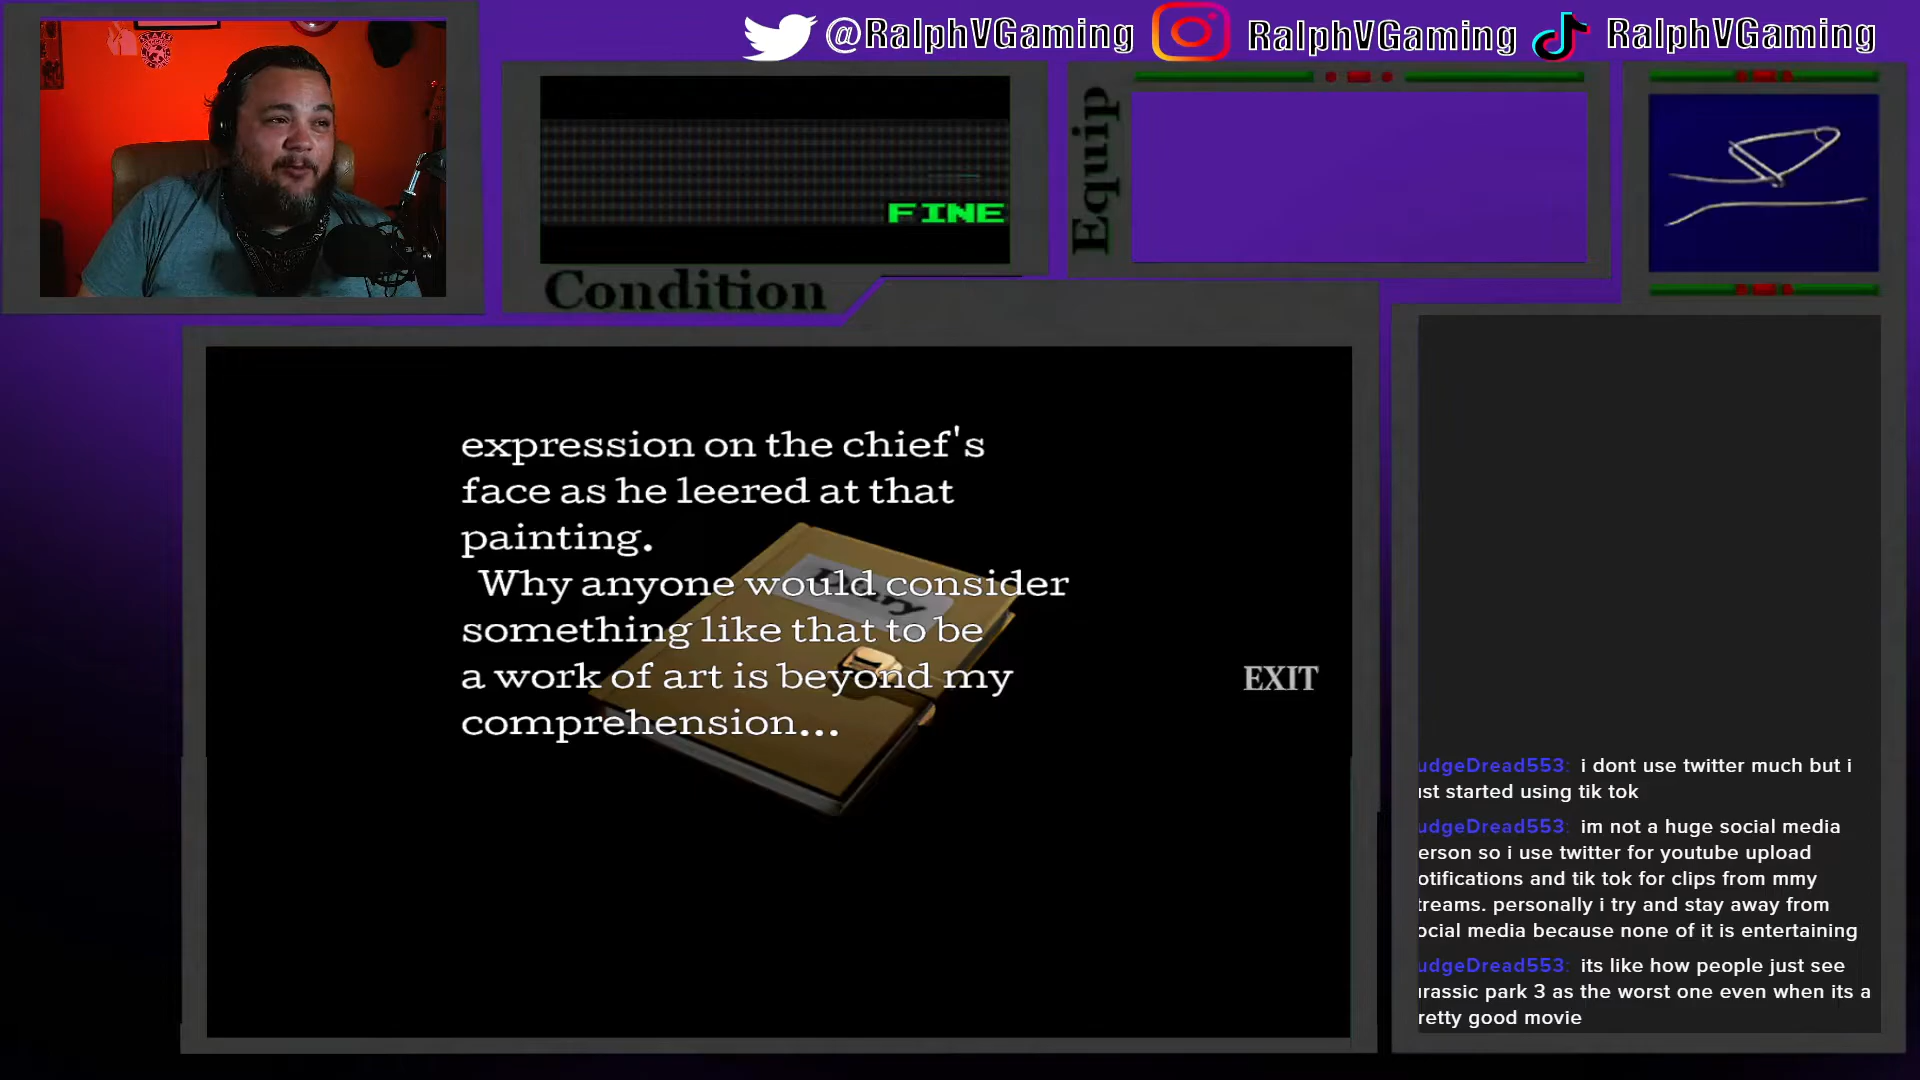 @RalphVGaming
RalphVGaming
RalphVGaming
FINE
Condition
Equip
expression on the chief's
face as he leered at that
painting.
Why anyone would consider
something like that to be
a work of art is beyond my
comprehension...
Diary
EXIT
udgeDread553: i dont use twitter much but i
ust started using tik tok
udgeDread553: im not a huge social media
erson so i use twitter for youtube upload
otifications and tik tok for clips from mmy
treams. personally i try and stay away from
ocial media because none of it is entertaining
udgeDread553: its like how people just see
urassic park 3 as the worst one even when its a
retty good movie